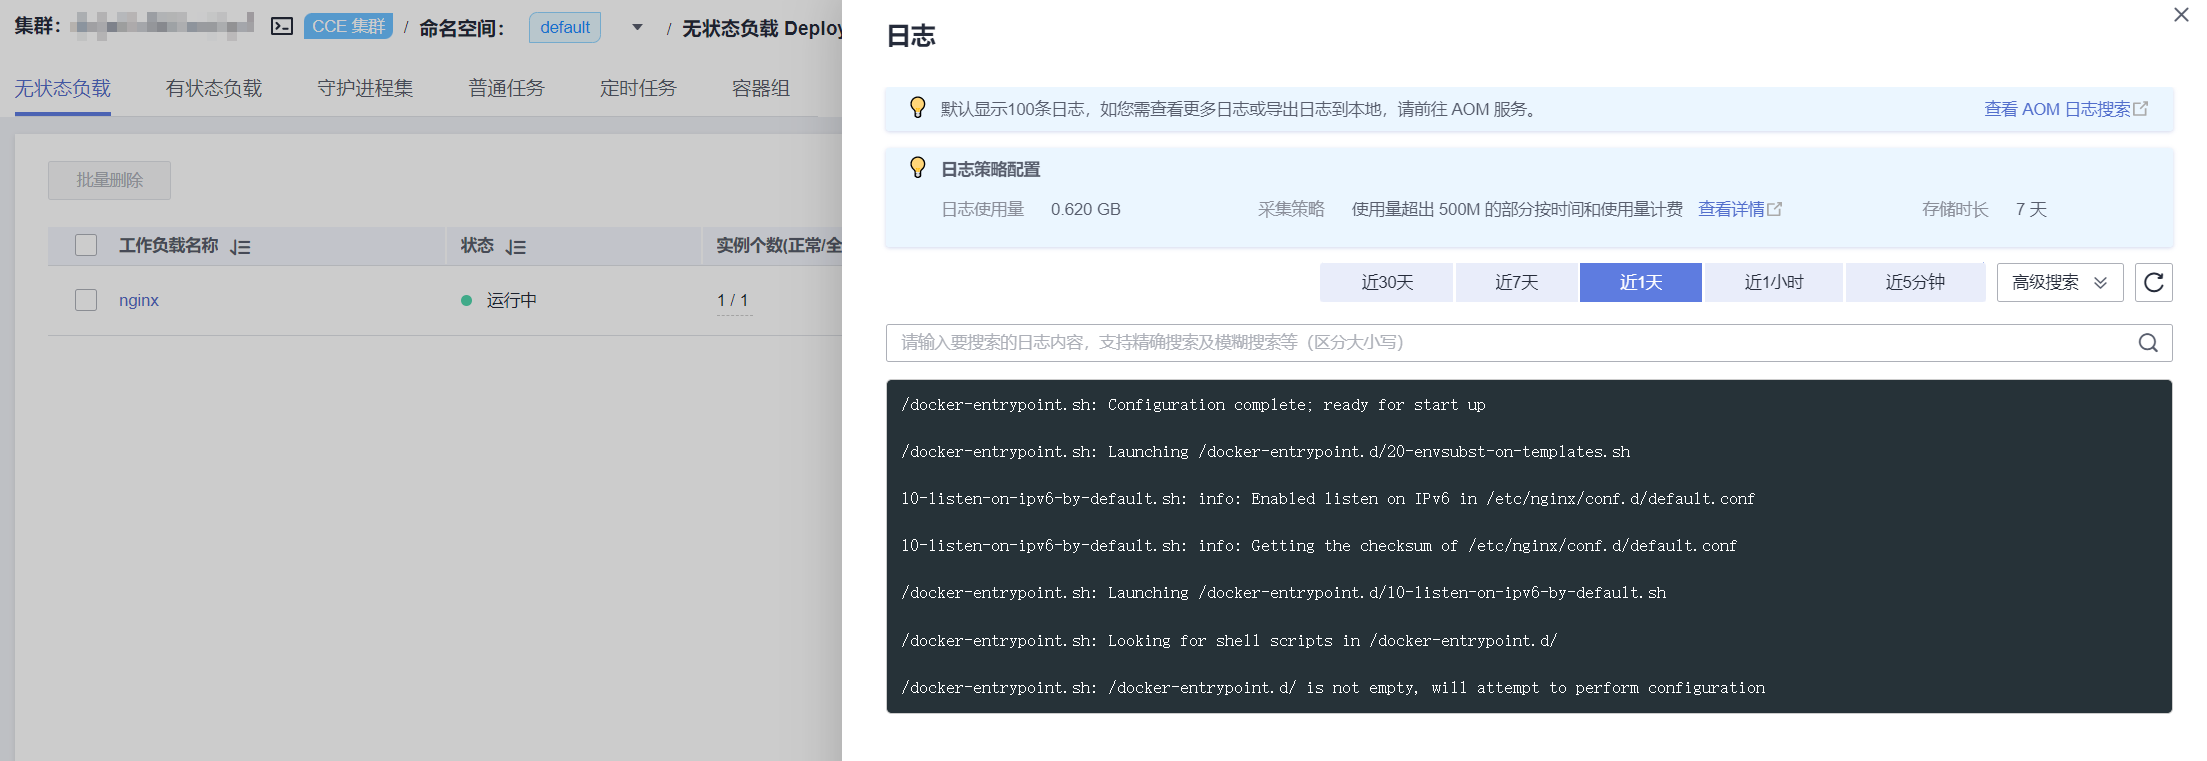 集群： CCE 集群 / 命名空间： default / 无状态负载 Deploy
无状态负载 有状态负载 守护进程集 普通任务 定时任务 容器组
批量删除
工作负载名称 状态 实例个数(正常/全
nginx 运行中 1 / 1
日志
默认显示100条日志，如您需查看更多日志或导出日志到本地，请前往 AOM 服务。 查看 AOM 日志搜索
日志策略配置
日志使用量 0.620 GB 采集策略 使用量超出 500M 的部分按时间和使用量计费 查看详情 存储时长 7 天
近30天 近7天 近1天 近1小时 近5分钟 高级搜索
请输入要搜索的日志内容，支持精确搜索及模糊搜索等（区分大小写）
/docker-entrypoint.sh: Configuration complete; ready for start up
/docker-entrypoint.sh: Launching /docker-entrypoint.d/20-envsubst-on-templates.sh
10-listen-on-ipv6-by-default.sh: info: Enabled listen on IPv6 in /etc/nginx/conf.d/default.conf
10-listen-on-ipv6-by-default.sh: info: Getting the checksum of /etc/nginx/conf.d/default.conf
/docker-entrypoint.sh: Launching /docker-entrypoint.d/10-listen-on-ipv6-by-default.sh
/docker-entrypoint.sh: Looking for shell scripts in /docker-entrypoint.d/
/docker-entrypoint.sh: /docker-entrypoint.d/ is not empty, will attempt to perform configuration